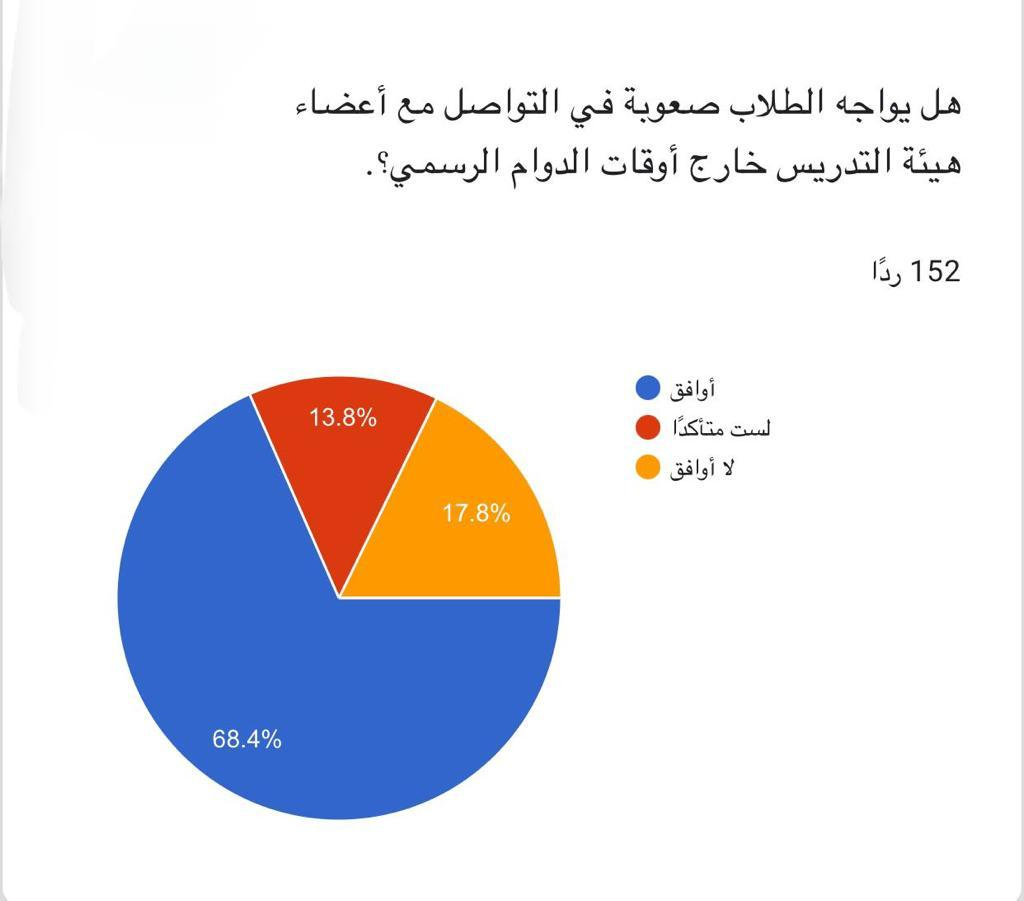 هل يواجه الطلاب صعوبة في التواصل مع أعضاء
هيئة التدريس خارج أوقات الدوام الرسمي؟.
152 ردًا
أوافق
لست متأكدًا
لا أوافق
13.8%
17.8%
68.4%